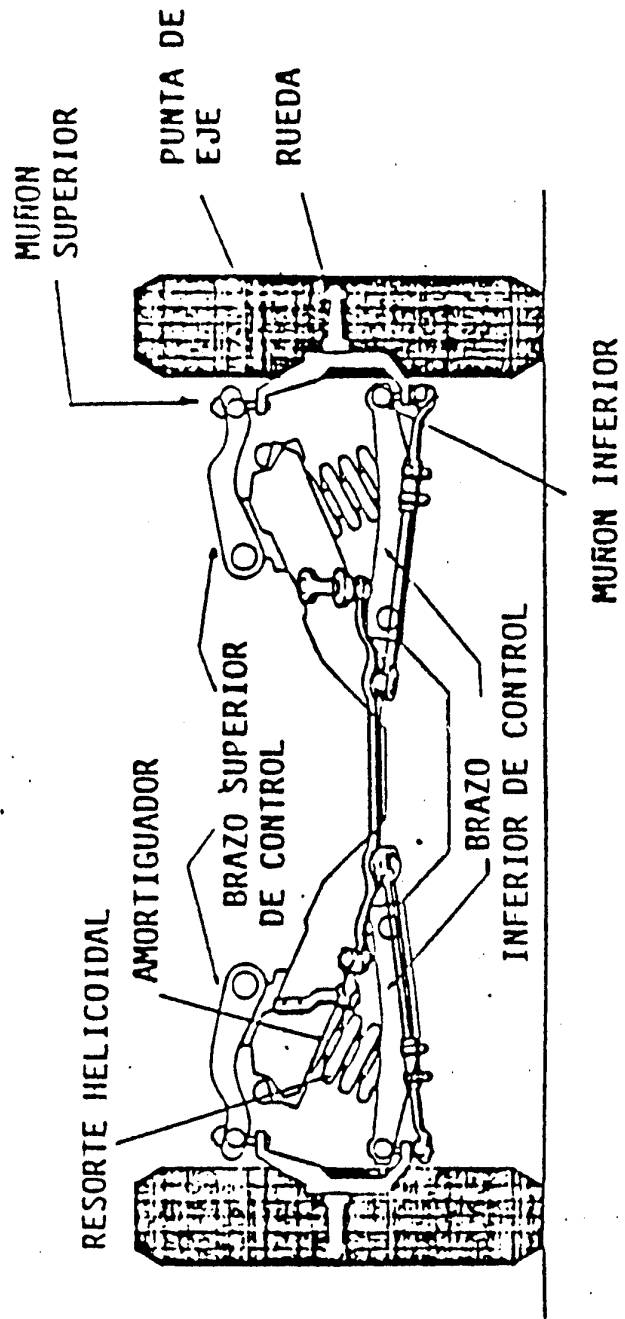 MUÑON
SUPERIOR
PUNTA DE
EJE
RUEDA
RESORTE HELICOIDAL
AMORTIGUADOR
BRAZO SUPERIOR
DE CONTROL
BRAZO
INFERIOR DE CONTROL
MUÑON INFERIOR